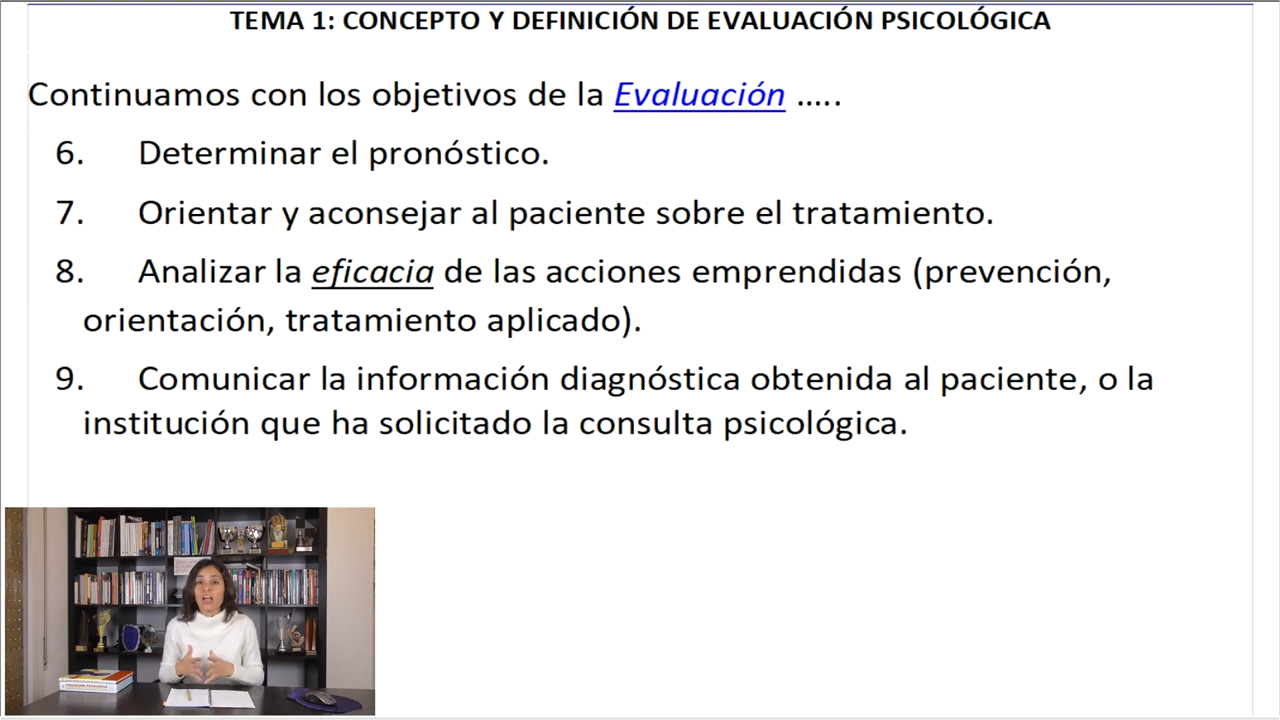 TEMA 1: CONCEPTO Y DEFINICIÓN DE EVALUACIÓN PSICOLÓGICA
Continuamos con los objetivos de la Evaluación .....
6. Determinar el pronóstico.
7. Orientar y aconsejar al paciente sobre el tratamiento.
8. Analizar la eficacia de las acciones emprendidas (prevención,
orientación, tratamiento aplicado).
9. Comunicar la información diagnóstica obtenida al paciente, o la
institución que ha solicitado la consulta psicológica.
EVALUACIÓN PSICOLÓGICA